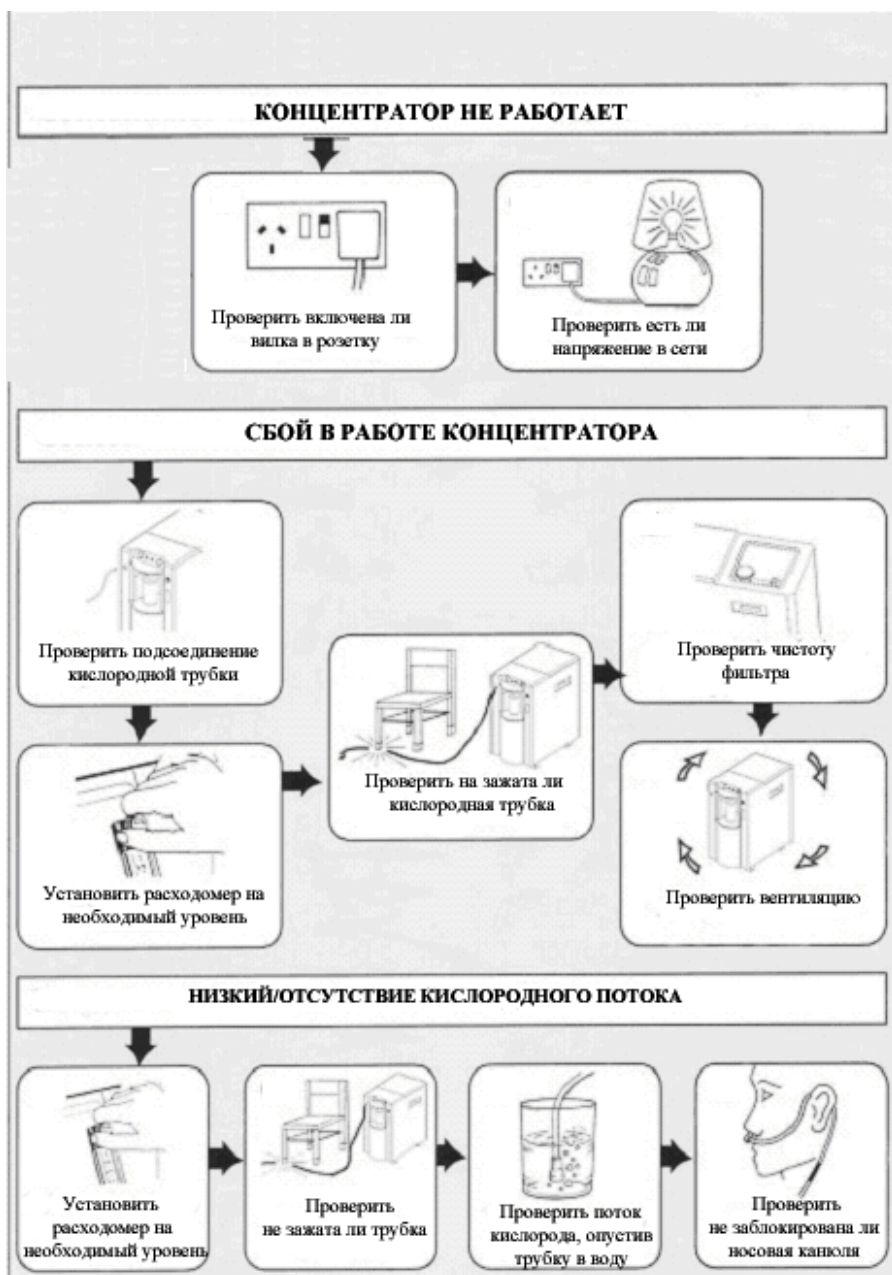 КОНЦЕНТРАТОР НЕ РАБОТАЕТ
Проверить включена ли
вилка в розетку
Проверить есть ли
напряжение в сети
СБОЙ В РАБОТЕ КОНЦЕНТРАТОРА
Проверить подсоединение
кислородной трубки
Установить расходомер на
необходимый уровень
Проверить на зажата ли
кислородная трубка
Проверить чистоту
фильтра
Проверить вентиляцию
НИЗКИЙ/ОТСУТСТВИЕ КИСЛОРОДНОГО ПОТОКА
Установить
расходомер на
необходимый уровень
Проверить
не зажата ли трубка
Проверить поток
кислорода, опустив
трубку в воду
Проверить
не заблокирована ли
носовая канюля